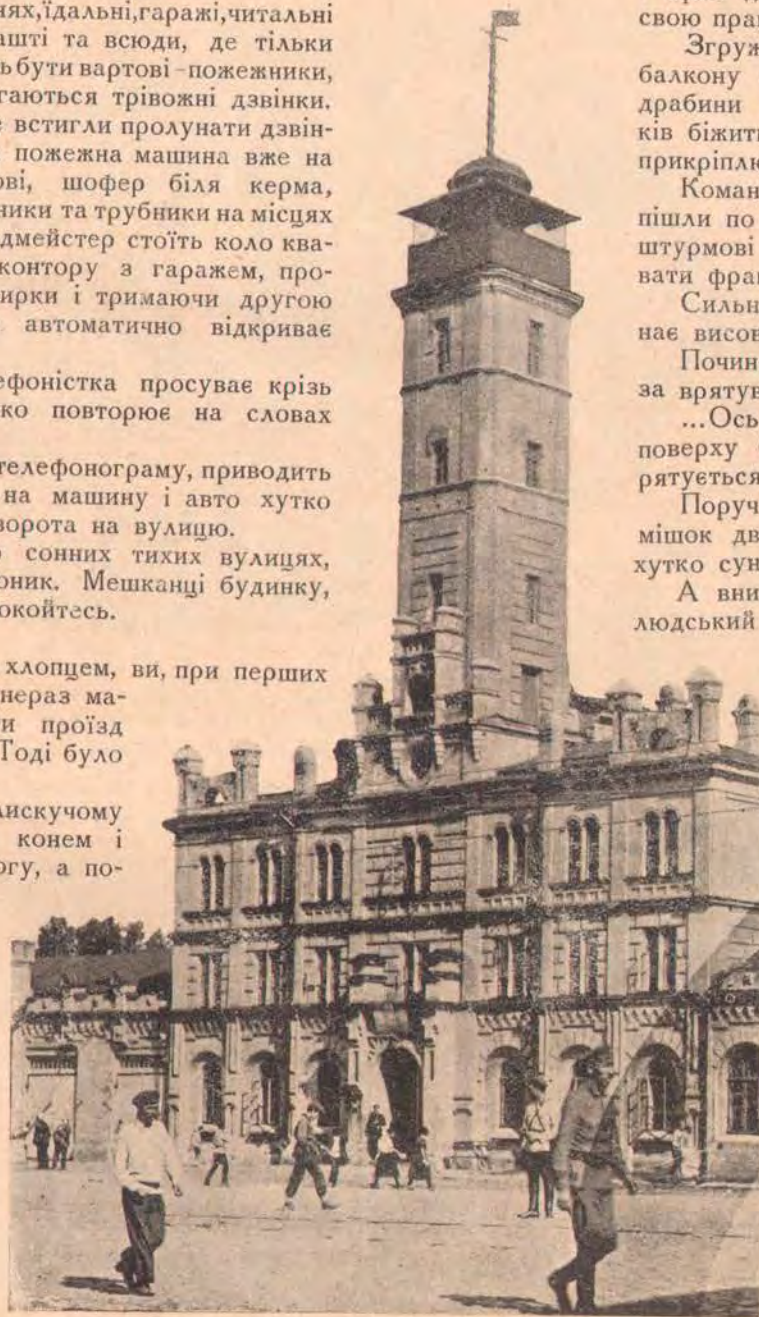 нях,їдальні,гаражі,читальні
ашті та всюди, де тільки
ь бути вартові - пожежники,
гаються трівожні дзвінки.
е встигли пролунати дзвін-
пожежна машина вже на
ові, шофер біля керма,
ники та трубники на місцях
дмейстер стоїть коло ква-
контору з гаражем, про-
ирки і тримаючи другою
автоматично відкриває
ефоністка просуває крізь
ко повторює на словах
телефонограму, приводить
на машину і авто хутко
ворота на вулицю.
о сонних тихих вулицях,
оник. Мешканці будинку,
окойтесь.
хлопцем, ви, при перших
нераз ма-
и проїзд
Тоді було
лискучому
конем і
огу, а по-
свою пра
Згруж
балкону
драбини
ків біжит
прикріплю
Коман
пішли по
штурмові
вати фра
Сильн
нає висов
Почин
за врятув
...Ось
поверху
рятується
Поруч
мішок дв
хутко сун
А вни
людський